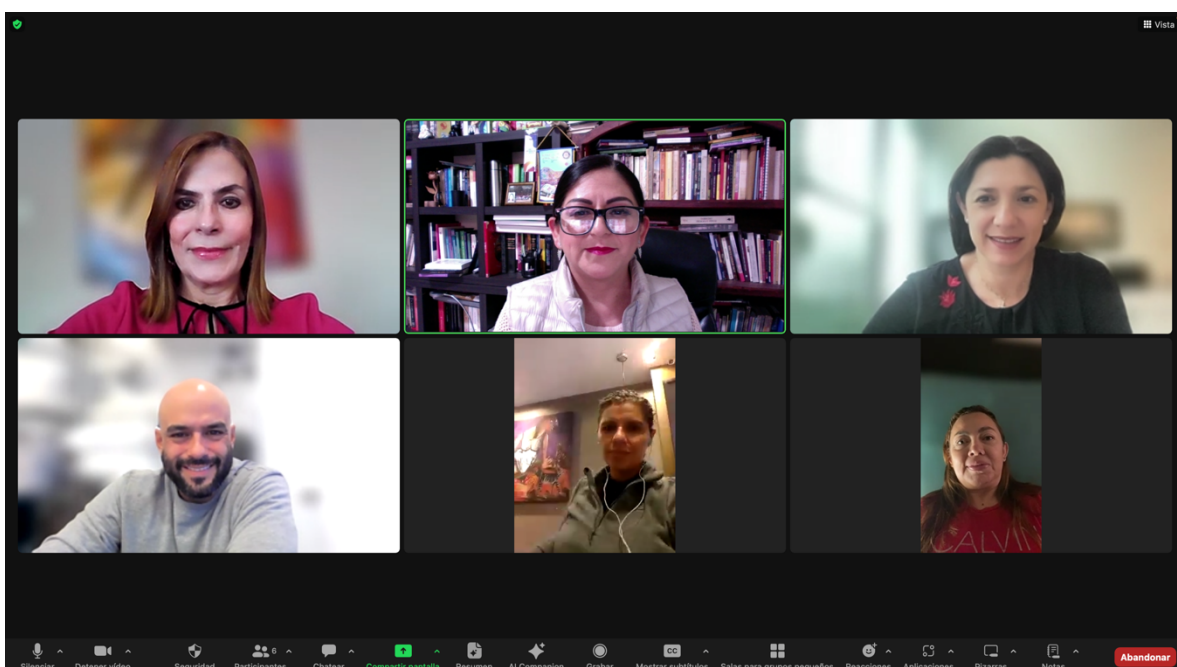 Vista
CALVIN
6
Silenciar
Detener vídeo
Seguridad
Participantes
Chatear
Compartir pantalla
Resumen
AI Companion
Grabar
CC
Mostrar subtítulos
Salas para grupos pequeños
Reacciones
Aplicaciones
Pizarras
Notas
Abandonar